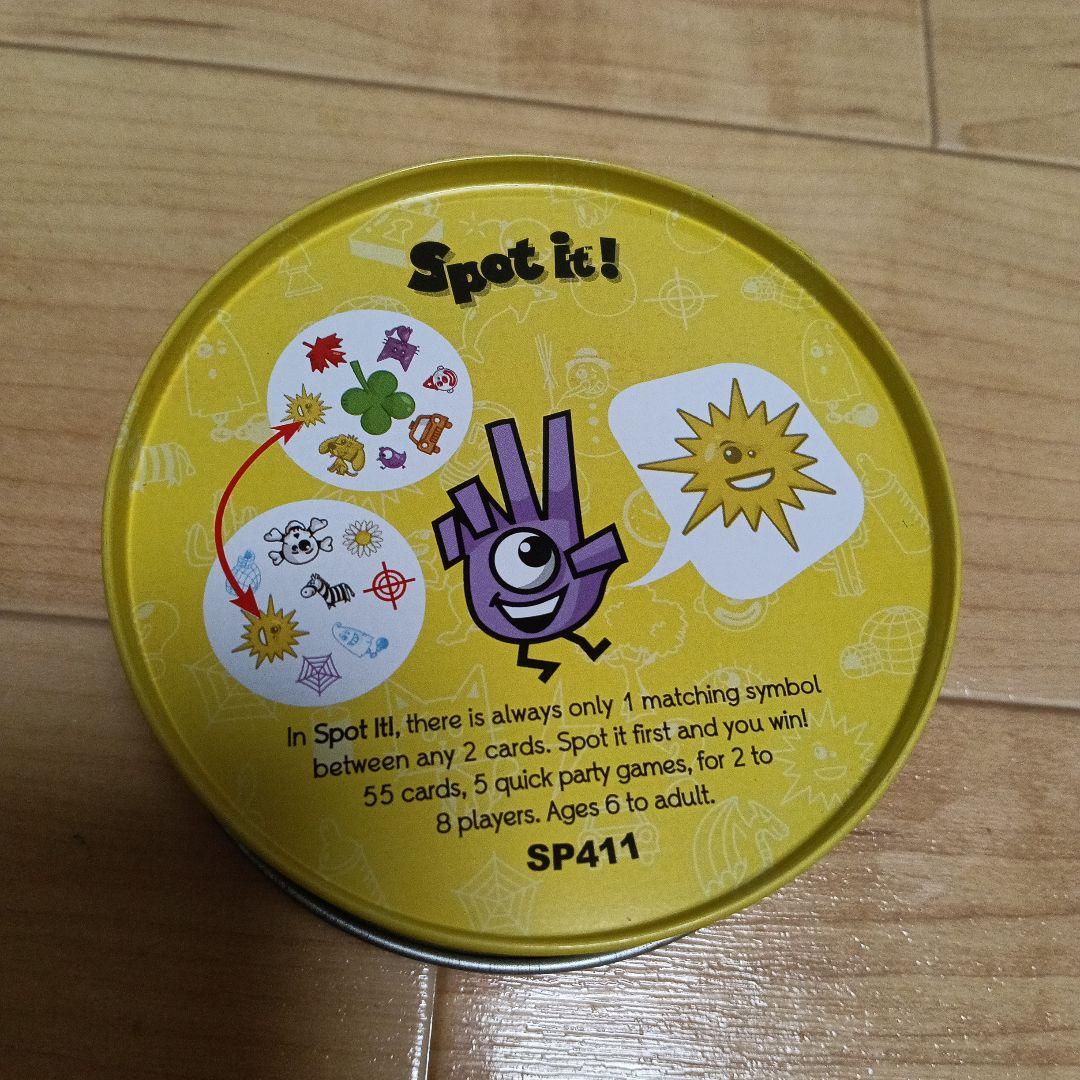 Spot it!™
In Spot It!, there is always only 1 matching symbol
between any 2 cards. Spot it first and you win!
55 cards, 5 quick party games, for 2 to
8 players. Ages 6 to adult.
SP411